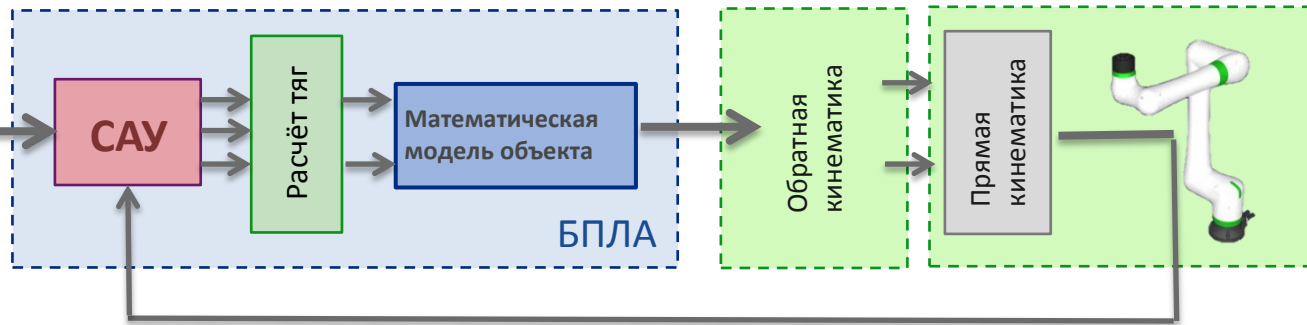 САУ
Расчёт тяг
Математическая
модель объекта
БПЛА
Обратная
кинематика
Прямая
кинематика